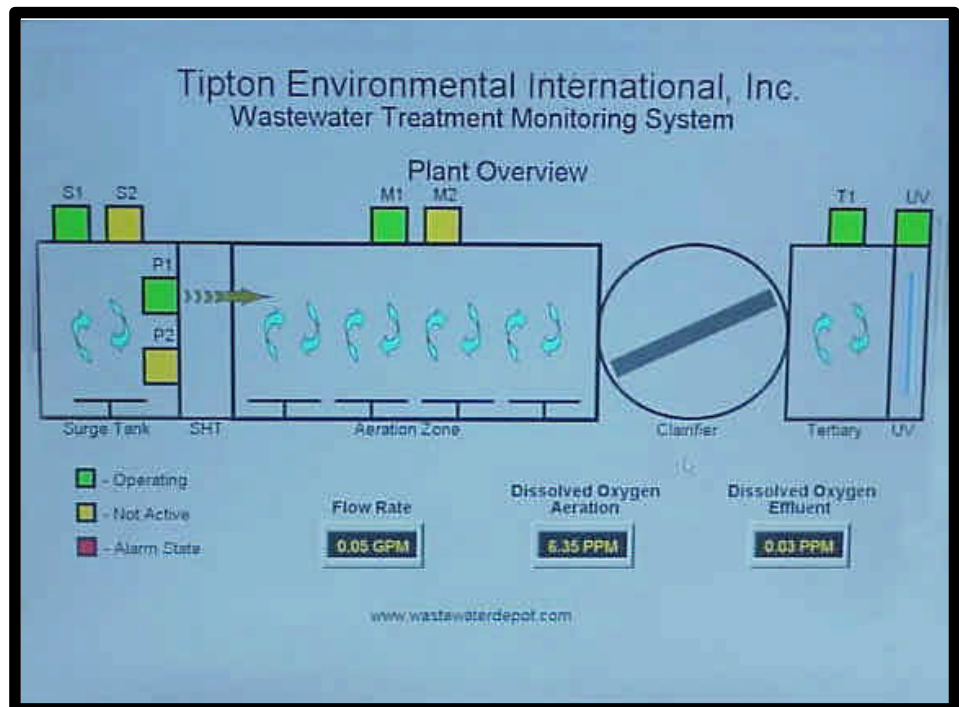 Tipton Environmental International, Inc.
Wastewater Treatment Monitoring System
Plant Overview
S1 S2 M1 M2 T1 UV
P1
P2
Surge Tank SHT Aeration Zone Clarifier Tertiary UV
- Operating
- Not Active
- Alarm State
Flow Rate
0.05 GPM
Dissolved Oxygen
Aeration
6.35 PPM
Dissolved Oxygen
Effluent
0.03 PPM
www.wastewaterdepot.com